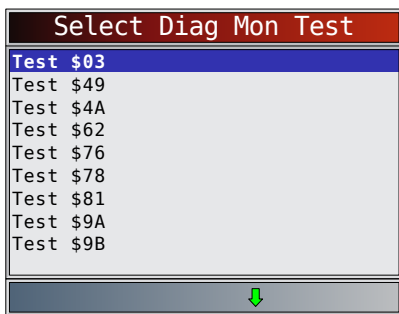 Select Diag Mon Test
Test $03
Test $49
Test $4A
Test $62
Test $76
Test $78
Test $81
Test $9A
Test $9B